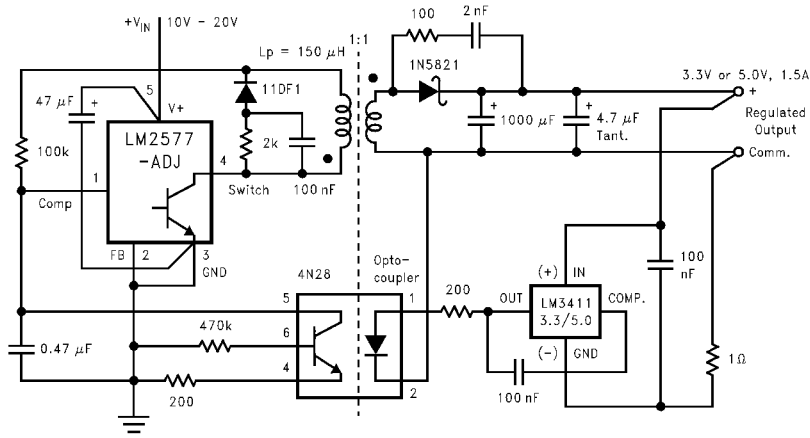 +VIN 10V – 20V
Lp = 150 μH
1:1
100
2 nF
1N5821
3.3V or 5.0V, 1.5A
+
Regulated
Output
Comm.
47 μF
+
5
V+
11DF1
LM2577
-ADJ
100k
2k
4
Switch
100 nF
1
Comp
FB
2
3
GND
+
1000 μF
+
4.7 μF
Tant.
4N28
Opto-
coupler
5
1
200
OUT
(+)
IN
LM3411
3.3/5.0
COMP.
(–)
GND
100
nF
1Ω
470k
6
0.47 μF
4
200
2
100 nF